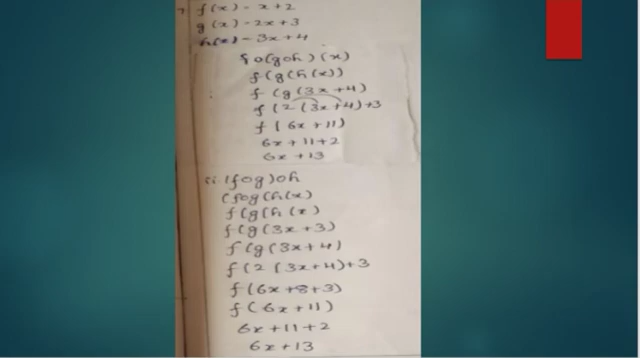 f(x) - x+2
g(x) - 2x+3
h(x) - 3x+4
fo(goh)(x)
f(g(h(x))
f(g(3x+4)
f(2(3x+4)+3
f(6x+11)
6x+11+2
6x+13
ii. (fog)oh
(fog(h(x)
f(g(h(x)
f(g(3x+3)
f(g(3x+4)
f(2(3x+4)+3
f(6x+8+3)
f(6x+11)
6x+11+2
6x+13